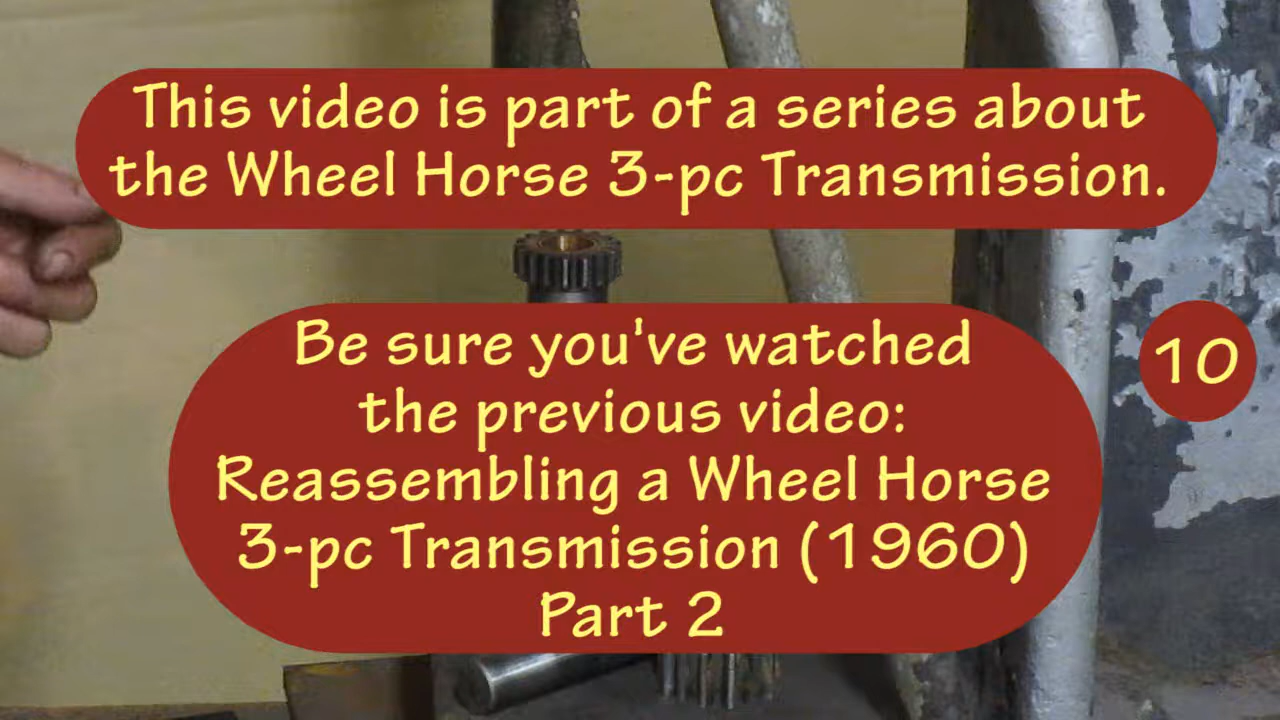 This video is part of a series about
the Wheel Horse 3-pc Transmission.
Be sure you've watched
the previous video:
Reassembling a Wheel Horse
3-pc Transmission (1960)
Part 2
10